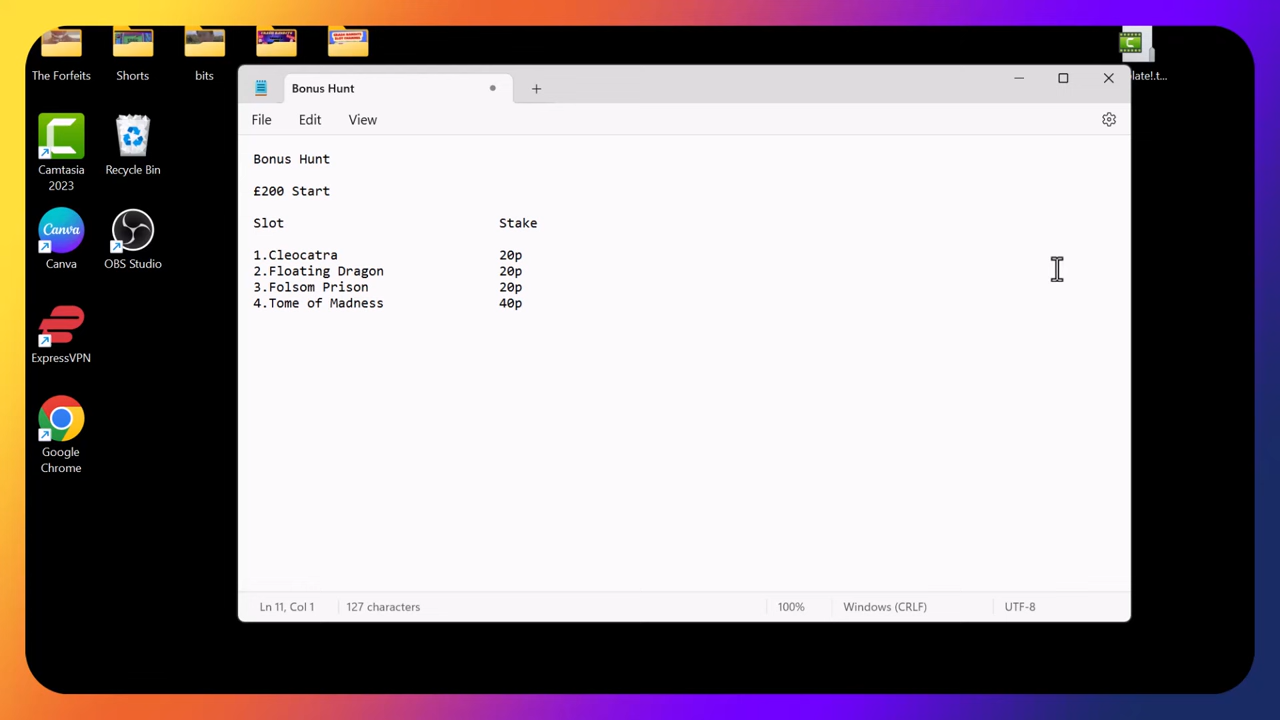 The Forfeits
Shorts
bits
plate!.t...
Camtasia
2023
Recycle Bin
Canva
Canva
OBS Studio
ExpressVPN
Google
Chrome
Bonus Hunt
File Edit View
Bonus Hunt
£200 Start
Slot Stake
1.Cleocatra 20p
2.Floating Dragon 20p
3.Folsom Prison 20p
4.Tome of Madness 40p
Ln 11, Col 1 127 characters 100% Windows (CRLF) UTF-8